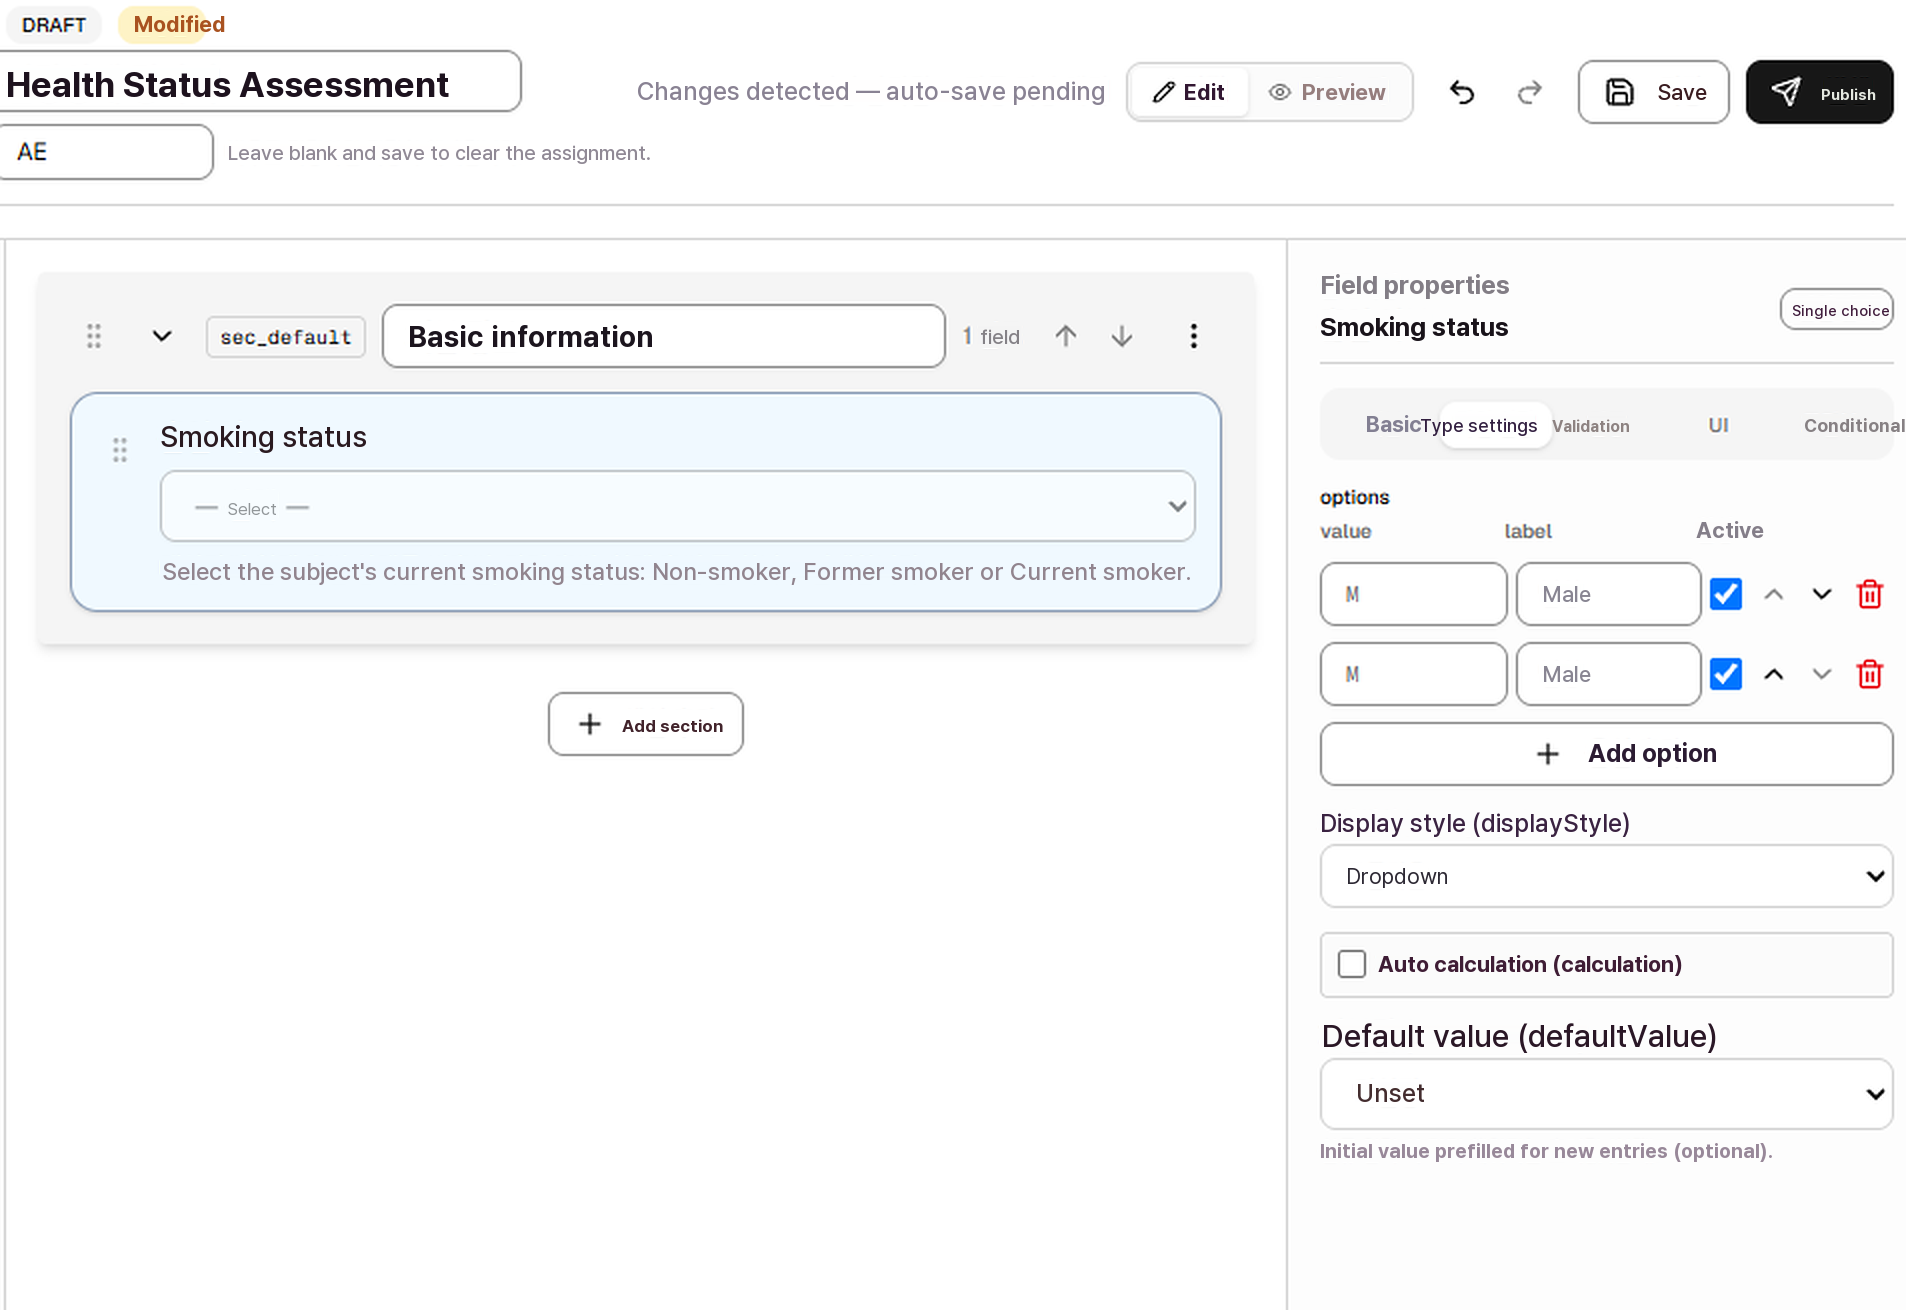 DRAFT Modified
Health Status Assessment
Changes detected — auto-save pending
Edit
Preview
Save
Publish
AE
Leave blank and save to clear the assignment.
sec_default
Basic information
1 field
Smoking status
— Select —
Select the subject's current smoking status: Non-smoker, Former smoker or Current smoker.
Add section
Field properties
Smoking status
Single choice
Basic Type settings Validation UI Conditional
options
value label Active
M Male
M Male
Add option
Display style (displayStyle)
Dropdown
Auto calculation (calculation)
Default value (defaultValue)
Unset
Initial value prefilled for new entries (optional).